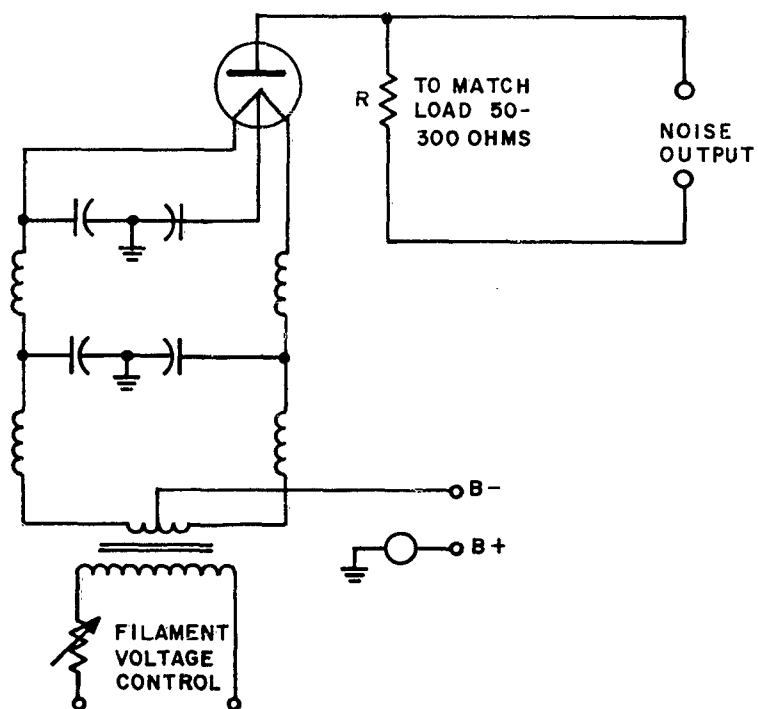 R
TO MATCH
LOAD 50-
300 OHMS
NOISE
OUTPUT
B-
B+
FILAMENT
VOLTAGE
CONTROL